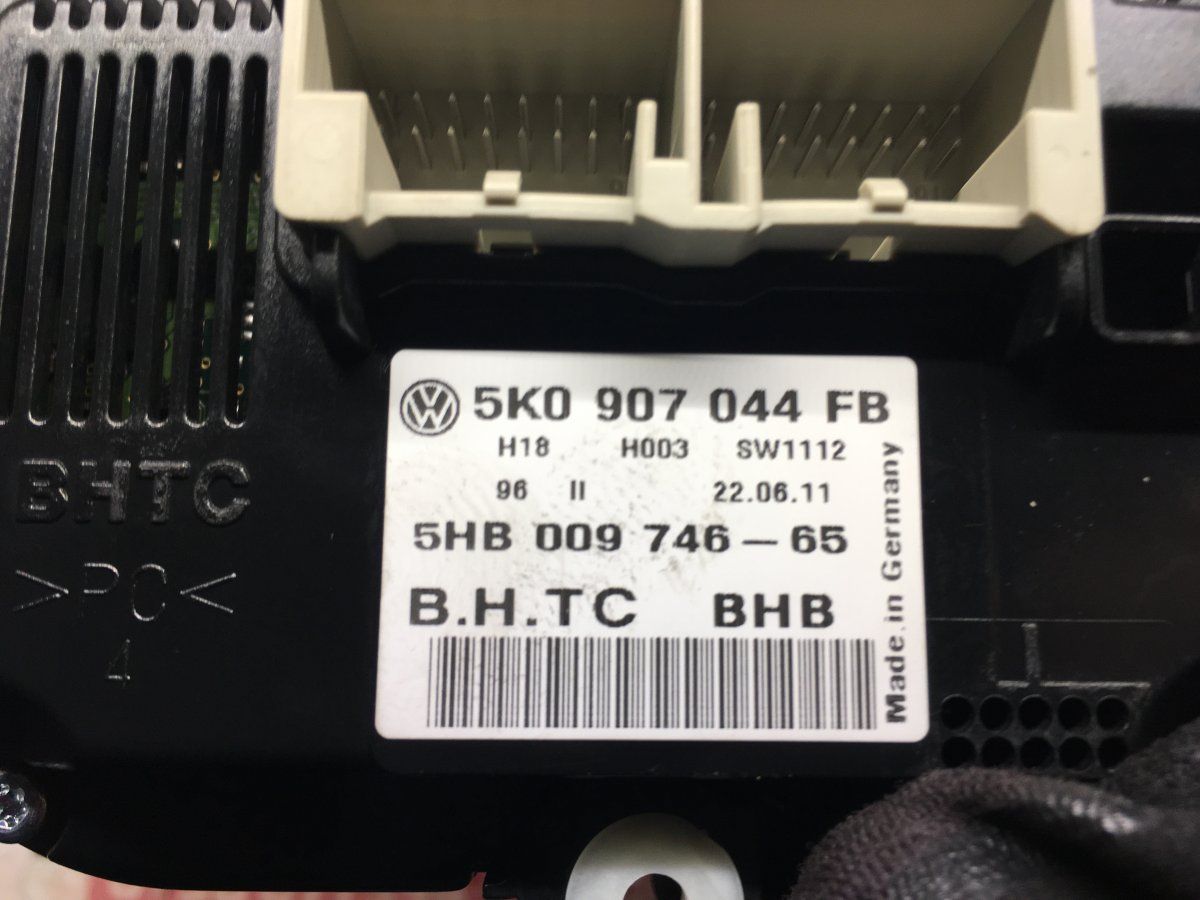 5K0 907 044 FB
H18 H003 SW1112
96 II 22.06.11
5HB 009 746-65
B.H.TC BHB
Made in Germany
BHTC
>PC<
4